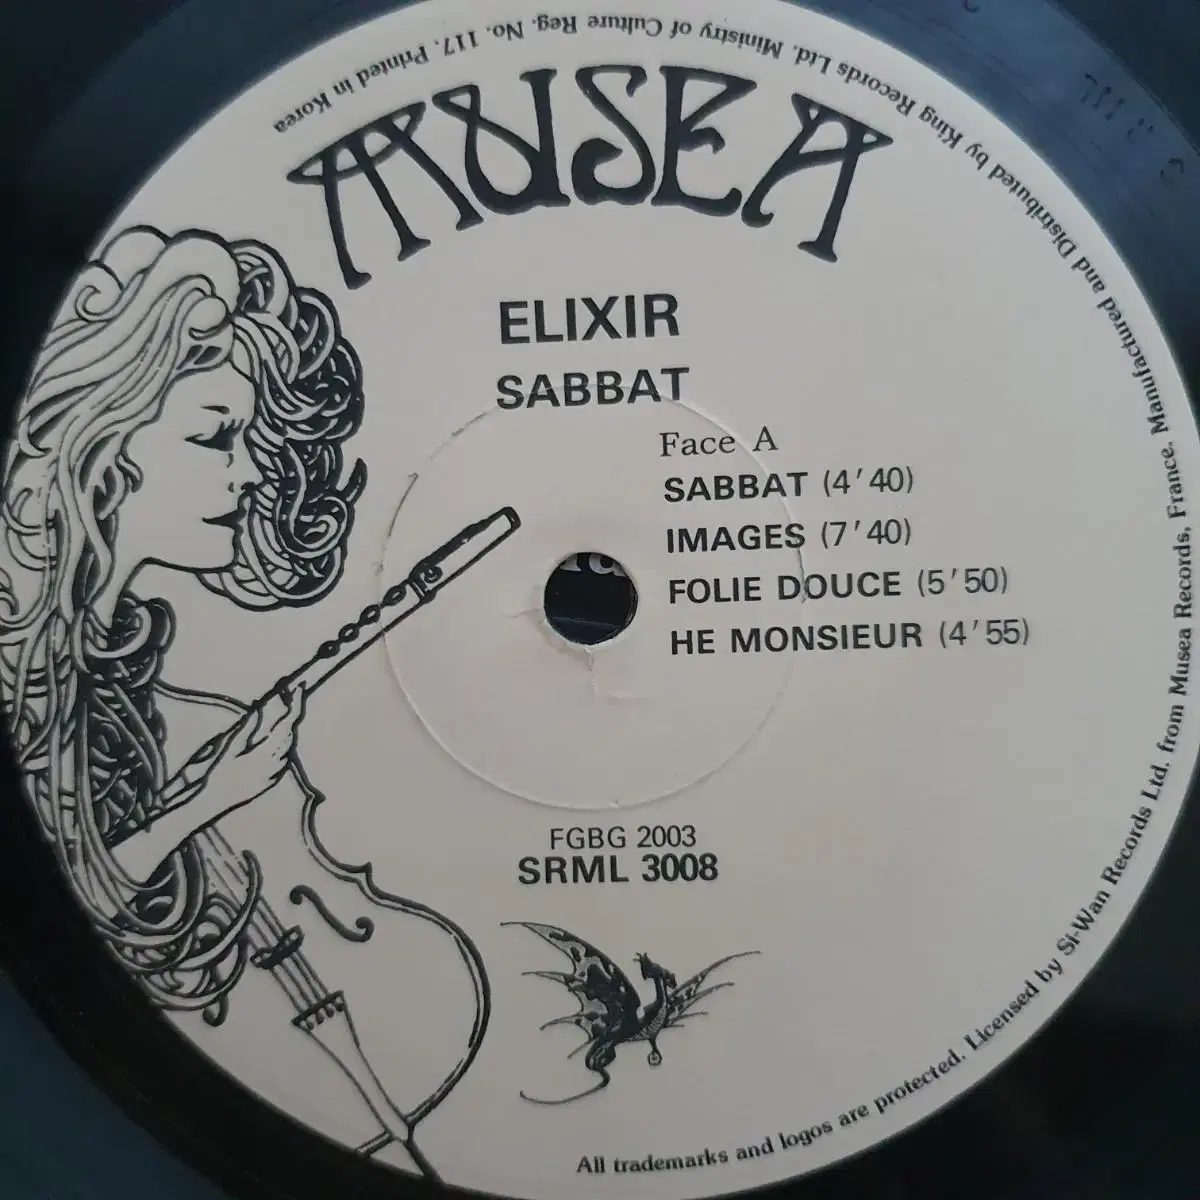 MUSEA
ELIXIR
SABBAT
Face A
SABBAT (4'40)
IMAGES (7'40)
FOLIE DOUCE (5'50)
HE MONSIEUR (4'55)
FGBG 2003
SRML 3008
All trademarks and logos are protected. Licensed by Si-Wan Records Ltd. from Musea Records, France. Manufactured and Distributed by King Records Ltd. Ministry of Culture Reg. No. 117. Printed in Korea